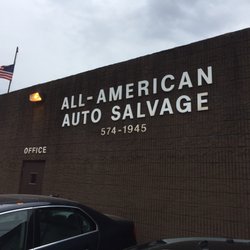 ALL-AMERICAN
AUTO SALVAGE
574-1945
OFFICE